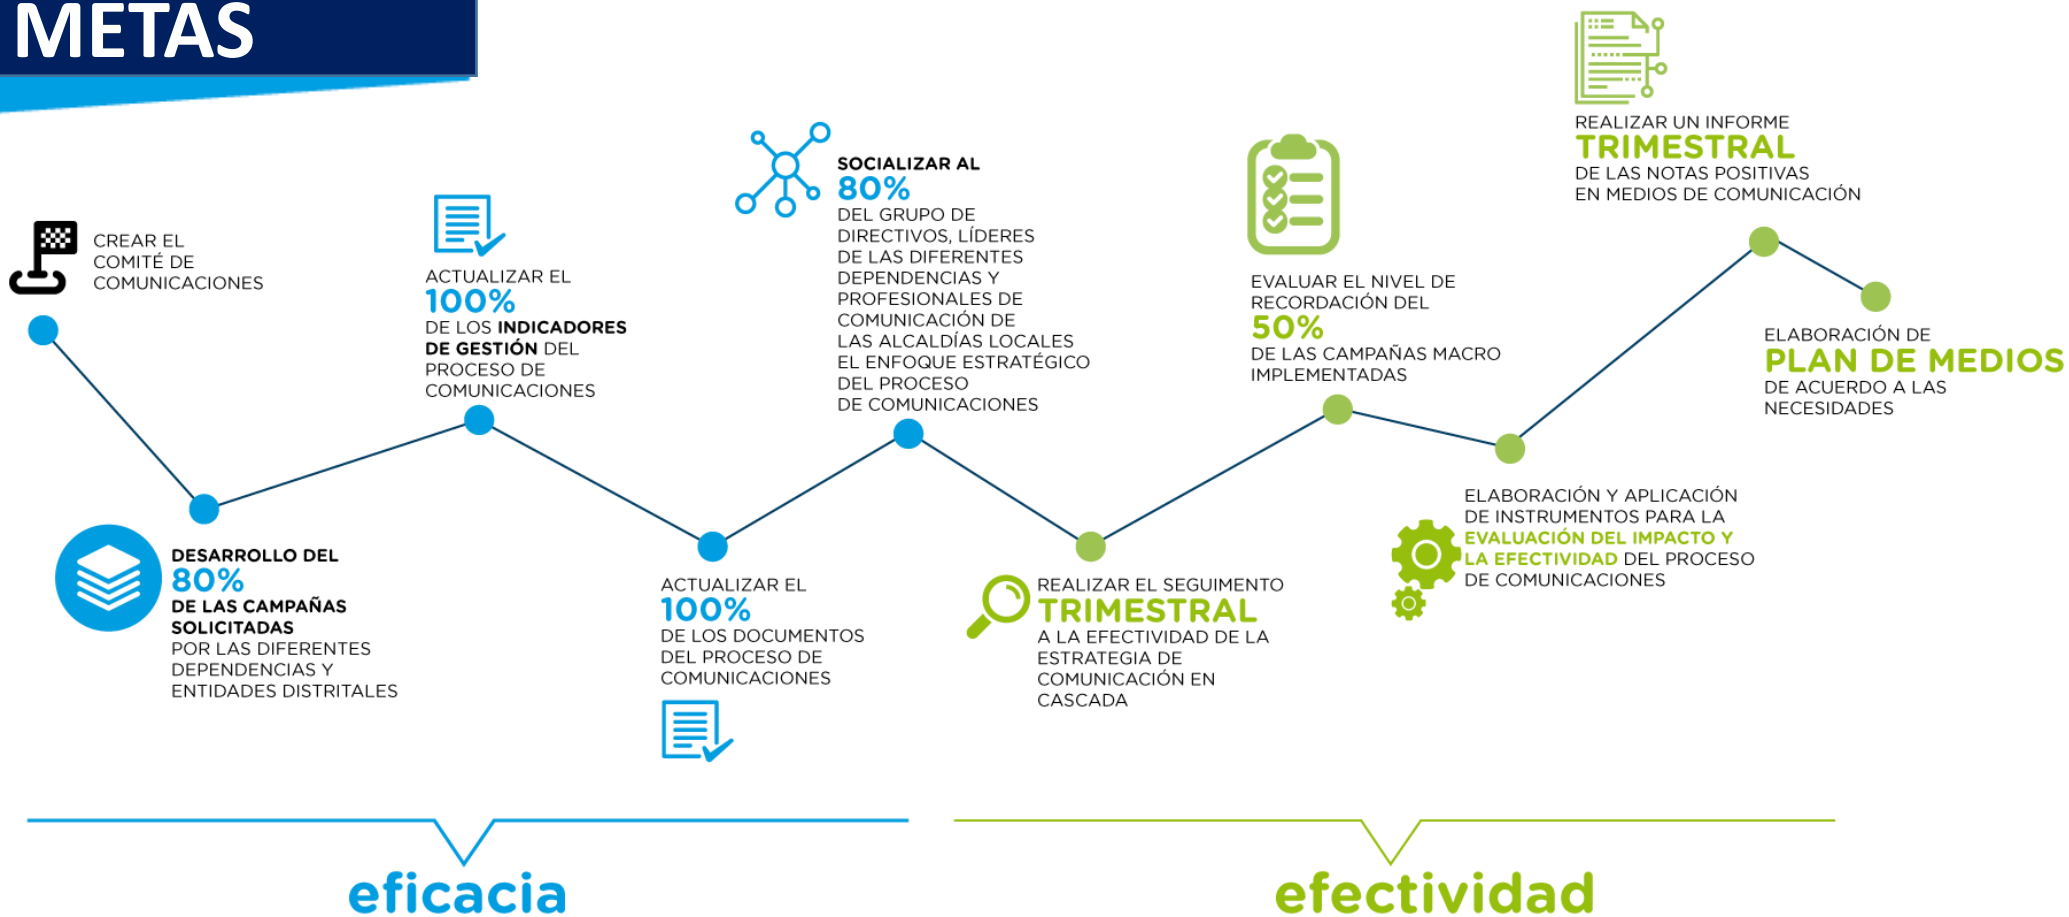 METAS
CREAR EL
COMITÉ DE
COMUNICACIONES
DESARROLLO DEL
80%
DE LAS CAMPAÑAS
SOLICITADAS
POR LAS DIFERENTES
DEPENDENCIAS Y
ENTIDADES DISTRITALES
ACTUALIZAR EL
100%
DE LOS INDICADORES
DE GESTIÓN DEL
PROCESO DE
COMUNICACIONES
ACTUALIZAR EL
100%
DE LOS DOCUMENTOS
DEL PROCESO DE
COMUNICACIONES
SOCIALIZAR AL
80%
DEL GRUPO DE
DIRECTIVOS, LÍDERES
DE LAS DIFERENTES
DEPENDENCIAS Y
PROFESIONALES DE
COMUNICACIÓN DE
LAS ALCALDÍAS LOCALES
EL ENFOQUE ESTRATÉGICO
DEL PROCESO
DE COMUNICACIONES
REALIZAR EL SEGUIMENTO
TRIMESTRAL
A LA EFECTIVIDAD DE LA
ESTRATEGIA DE
COMUNICACIÓN EN
CASCADA
EVALUAR EL NIVEL DE
RECORDACIÓN DEL
50%
DE LAS CAMPAÑAS MACRO
IMPLEMENTADAS
ELABORACIÓN Y APLICACIÓN
DE INSTRUMENTOS PARA LA
EVALUACIÓN DEL IMPACTO Y
LA EFECTIVIDAD DEL PROCESO
DE COMUNICACIONES
REALIZAR UN INFORME
TRIMESTRAL
DE LAS NOTAS POSITIVAS
EN MEDIOS DE COMUNICACIÓN
ELABORACIÓN DE
PLAN DE MEDIOS
DE ACUERDO A LAS
NECESIDADES
eficacia
efectividad